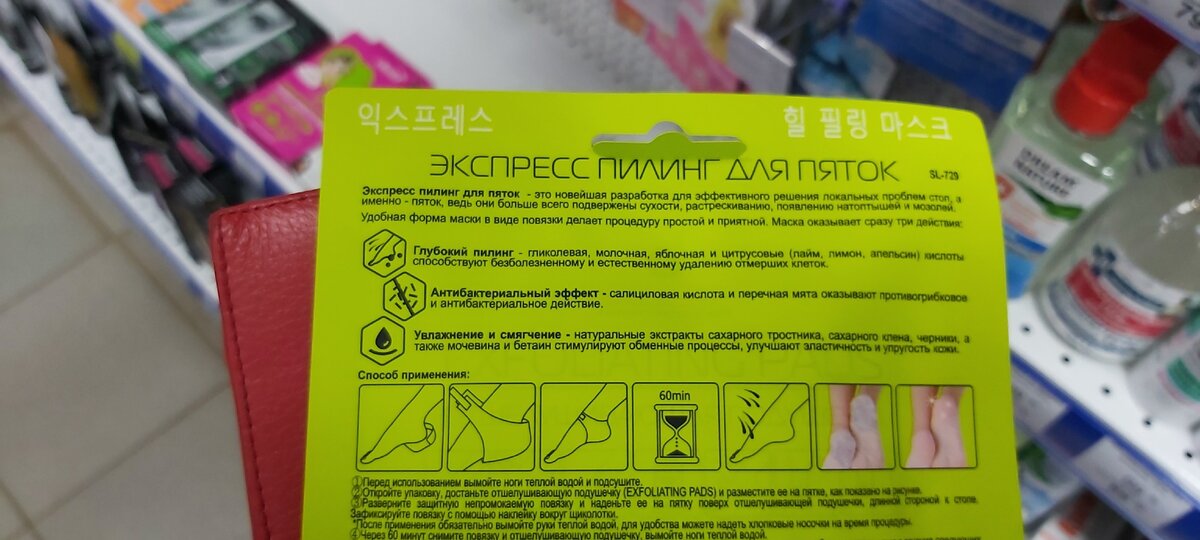 익스프레스
힐 필링 마스크
ЭКСПРЕСС ПИЛИНГ ДЛЯ ПЯТОК
SL-729
Экспресс пилинг для пяток - это новейшая разработка для эффективного решения локальных проблем стоп, а
именно - пяток, ведь они больше всего подвержены сухости, растрескиванию, появлению натоптышей и мозолей.
Удобная форма маски в виде повязки делает процедуру простой и приятной. Маска оказывает сразу три действия:
Глубокий пилинг - гликолевая, молочная, яблочная и цитрусовые (лайм, лимон, апельсин) кислоты
способствуют безболезненному и естественному удалению отмерших клеток.
Антибактериальный эффект - салициловая кислота и перечная мята оказывают противогрибковое
и антибактериальное действие.
Увлажнение и смягчение - натуральные экстракты сахарного тростника, сахарного клена, черники, а
также мочевина и бетаин стимулируют обменные процессы, улучшают эластичность и упругость кожи.
Способ применения:
60min
①Перед использованием вымойте ноги теплой водой и подсушите.
②Откройте упаковку, достаньте отшелушивающую подушечку (EXFOLIATING PADS) и разместите ее на пятке, как показано на рисунке.
③Разверните защитную непромокаемую повязку и наденьте ее на пятку поверх отшелушивающей подушечки, длинной стороной к стопе.
Зафиксируйте повязку с помощью наклейку вокруг щиколотки.
*После применения обязательно вымойте руки теплой водой, для удобства можете надеть хлопковые носочки на время процедуры.
④Через 60 минут снимите повязку и отшелушивающую подушечку, вымойте ноги теплой водой.
DREAM
NATURE